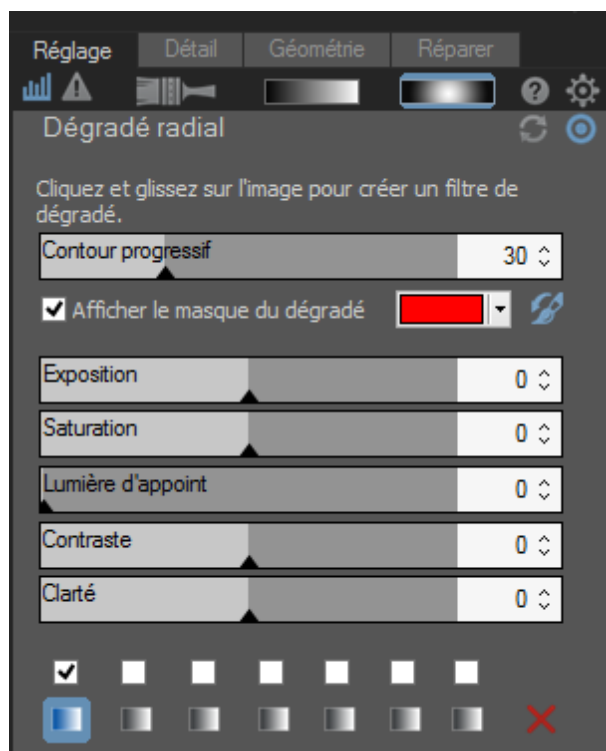 Réglage Détail Géométrie Réparer
Dégradé radial
Cliquez et glissez sur l'image pour créer un filtre de
dégradé.
Contour progressif 30
Afficher le masque du dégradé
Exposition 0
Saturation 0
Lumière d'appoint 0
Contraste 0
Clarté 0